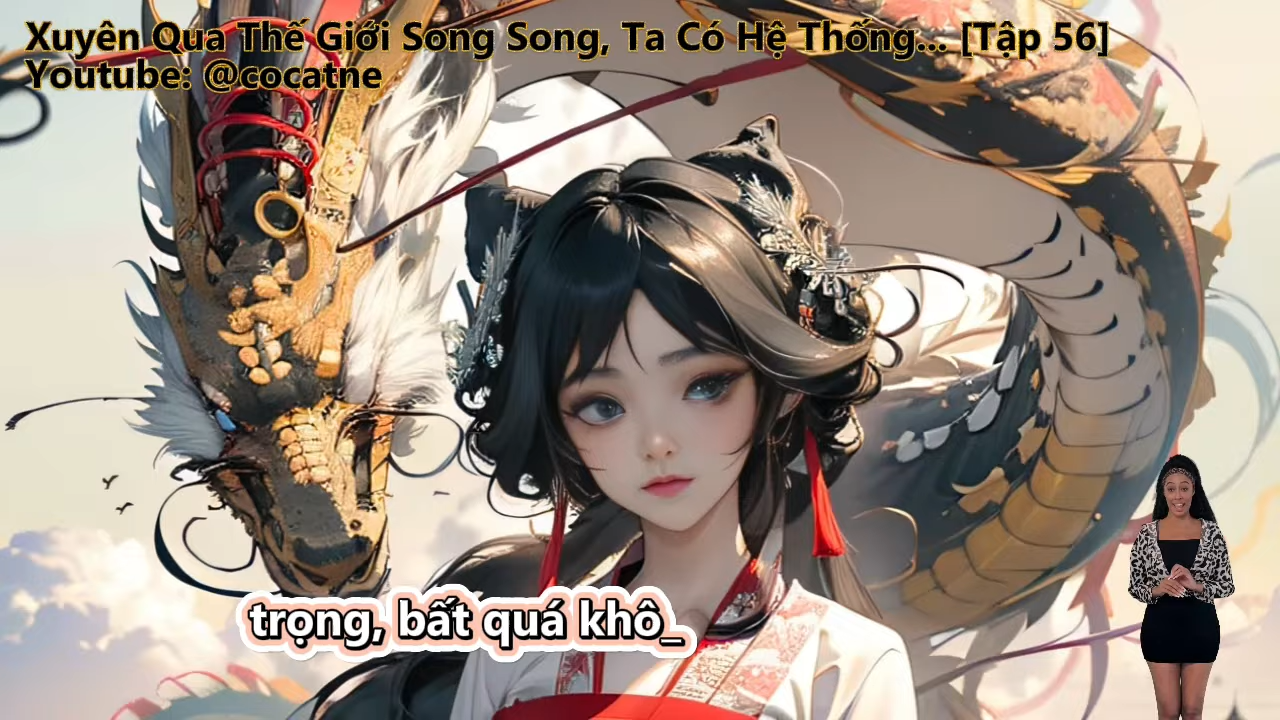 Xuyên Qua Thế Giới Song Song, Ta Có Hệ Thống... [Tập 56]
Youtube: @cocatne
trọng, bất quá khô_